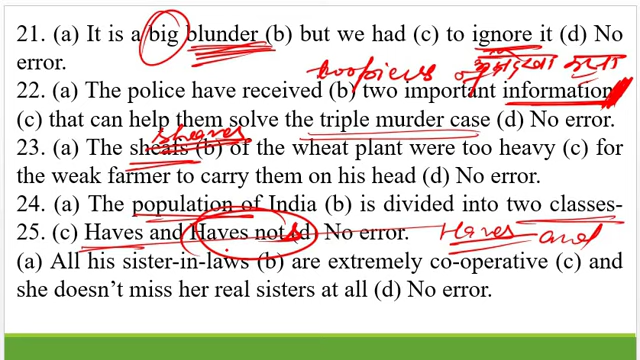 21. (a) It is a big blunder (b) but we had (c) to ignore it (d) No
error.
two pieces of
22. (a) The police have received (b) two important information
(c) that can help them solve the triple murder case (d) No error.
sheaves
23. (a) The sheafs (b) of the wheat plant were too heavy (c) for
the weak farmer to carry them on his head (d) No error.
24. (a) The population of India (b) is divided into two classes-
25. (c) Haves and Haves not (d) No error. Haves and
(a) All his sister-in-laws (b) are extremely co-operative (c) and
she doesn't miss her real sisters at all (d) No error.